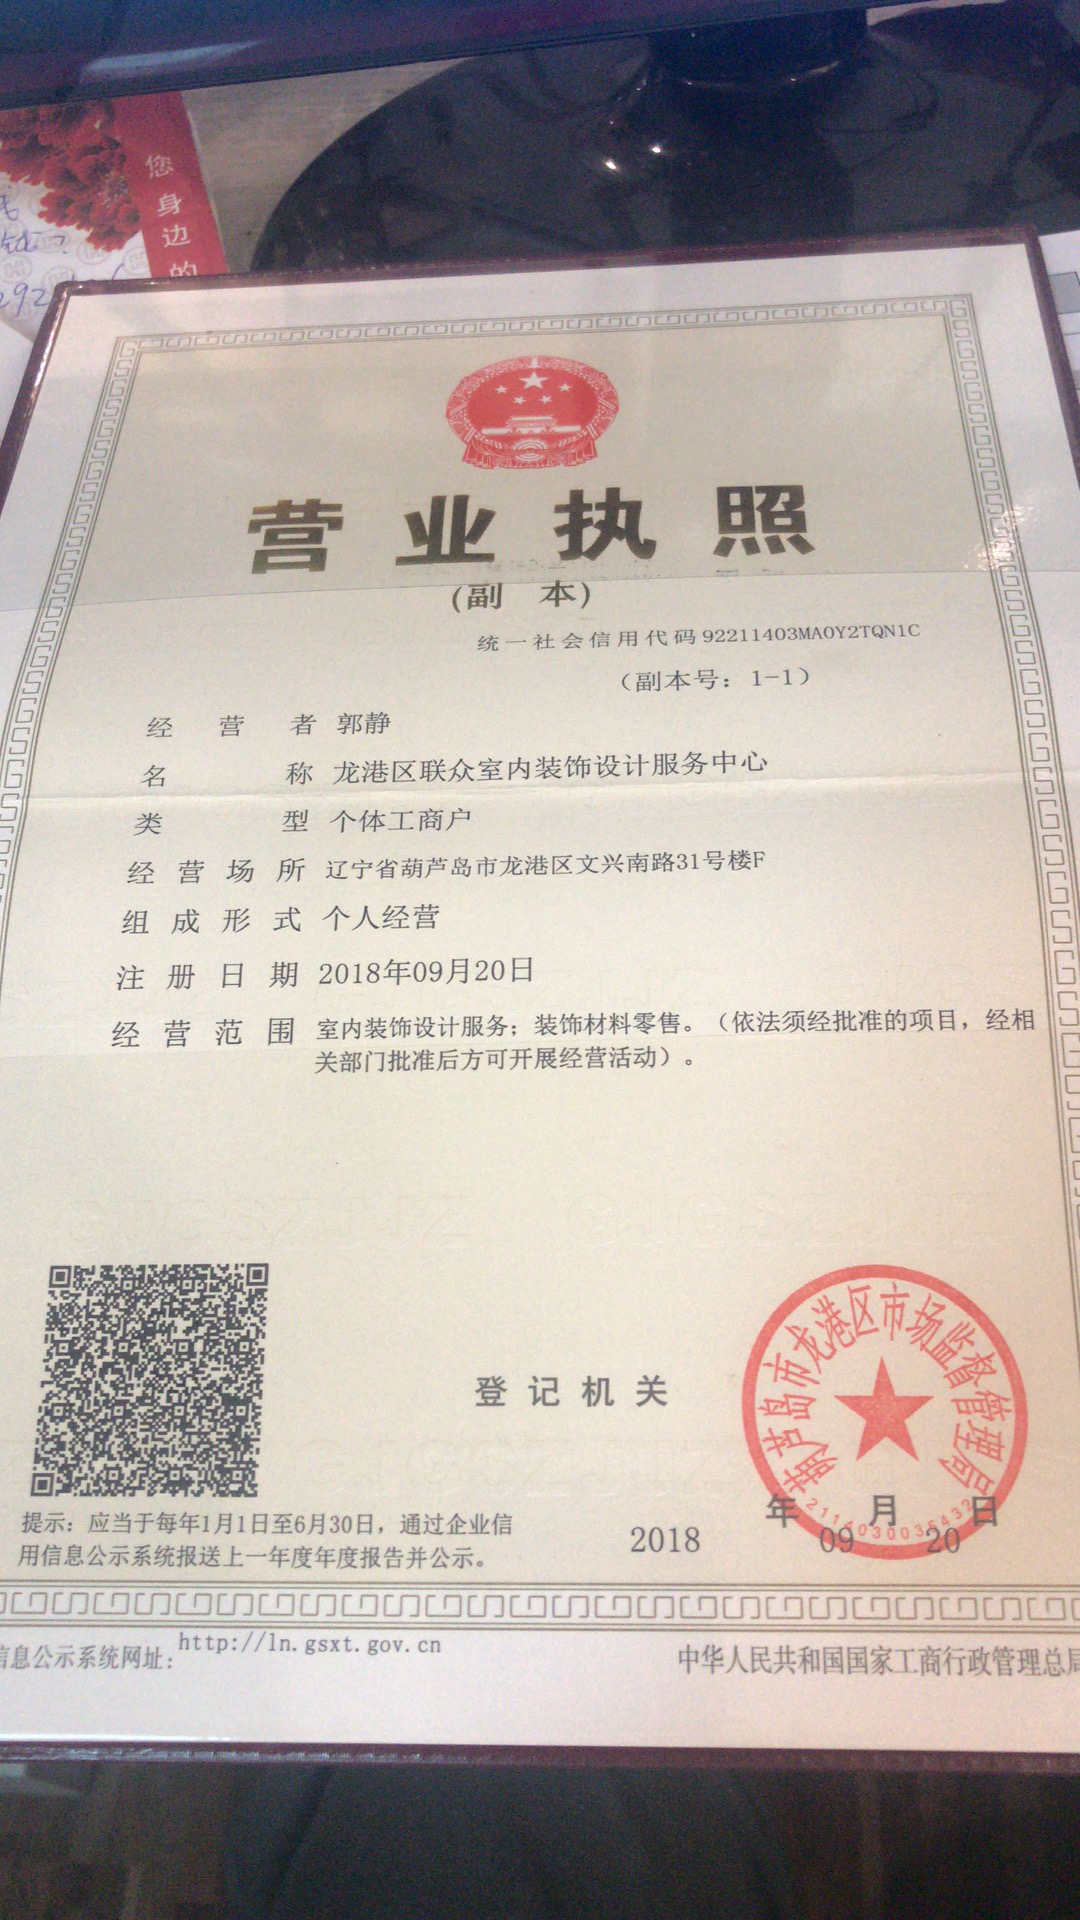 您身边的
292
营业执照
(副 本)
统一社会信用代码 92211403MA0Y2TQN1C
（副本号：1-1）
经营者 郭静
名称 龙港区联众室内装饰设计服务中心
类型 个体工商户
经营场所 辽宁省葫芦岛市龙港区文兴南路31号楼F
组成形式 个人经营
注册日期 2018年09月20日
经营范围 室内装饰设计服务；装饰材料零售。（依法须经批准的项目，经相
关部门批准后方可开展经营活动）。
登记机关
葫芦岛市龙港区市场监督管理局
年 月 日
2018 09 20
提示：应当于每年1月1日至6月30日，通过企业信
用信息公示系统报送上一年度年度报告并公示。
信息公示系统网址：http://ln.gsxt.gov.cn
中华人民共和国国家工商行政管理总局